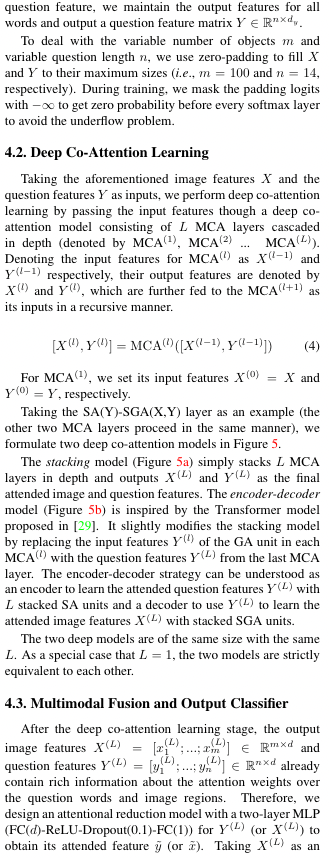 question feature, we maintain the output features for all
words and output a question feature matrix Y ∈ ℝ^{n×d_y}.
To deal with the variable number of objects m and
variable question length n, we use zero-padding to fill X
and Y to their maximum sizes (i.e., m = 100 and n = 14,
respectively). During training, we mask the padding logits
with −∞ to get zero probability before every softmax layer
to avoid the underflow problem.
4.2. Deep Co-Attention Learning
Taking the aforementioned image features X and the
question features Y as inputs, we perform deep co-attention
learning by passing the input features though a deep co-
attention model consisting of L MCA layers cascaded
in depth (denoted by MCA^{(1)}, MCA^{(2)} ... MCA^{(L)}).
Denoting the input features for MCA^{(l)} as X^{(l−1)} and
Y^{(l−1)} respectively, their output features are denoted by
X^{(l)} and Y^{(l)}, which are further fed to the MCA^{(l+1)} as
its inputs in a recursive manner.
[X^{(l)}, Y^{(l)}] = MCA^{(l)}([X^{(l−1)}, Y^{(l−1)}]) (4)
For MCA^{(1)}, we set its input features X^{(0)} = X and
Y^{(0)} = Y, respectively.
Taking the SA(Y)-SGA(X,Y) layer as an example (the
other two MCA layers proceed in the same manner), we
formulate two deep co-attention models in Figure 5.
The stacking model (Figure 5a) simply stacks L MCA
layers in depth and outputs X^{(L)} and Y^{(L)} as the final
attended image and question features. The encoder-decoder
model (Figure 5b) is inspired by the Transformer model
proposed in [29]. It slightly modifies the stacking model
by replacing the input features Y^{(l)} of the GA unit in each
MCA^{(l)} with the question features Y^{(L)} from the last MCA
layer. The encoder-decoder strategy can be understood as
an encoder to learn the attended question features Y^{(L)} with
L stacked SA units and a decoder to use Y^{(L)} to learn the
attended image features X^{(L)} with stacked SGA units.
The two deep models are of the same size with the same
L. As a special case that L = 1, the two models are strictly
equivalent to each other.
4.3. Multimodal Fusion and Output Classifier
After the deep co-attention learning stage, the output
image features X^{(L)} = [x_1^{(L)}; ...; x_m^{(L)}] ∈ ℝ^{m×d} and
question features Y^{(L)} = [y_1^{(L)}; ...; y_n^{(L)}] ∈ ℝ^{n×d} already
contain rich information about the attention weights over
the question words and image regions. Therefore, we
design an attentional reduction model with a two-layer MLP
(FC(d)-ReLU-Dropout(0.1)-FC(1)) for Y^{(L)} (or X^{(L)}) to
obtain its attended feature ỹ (or x̃). Taking X^{(L)} as an